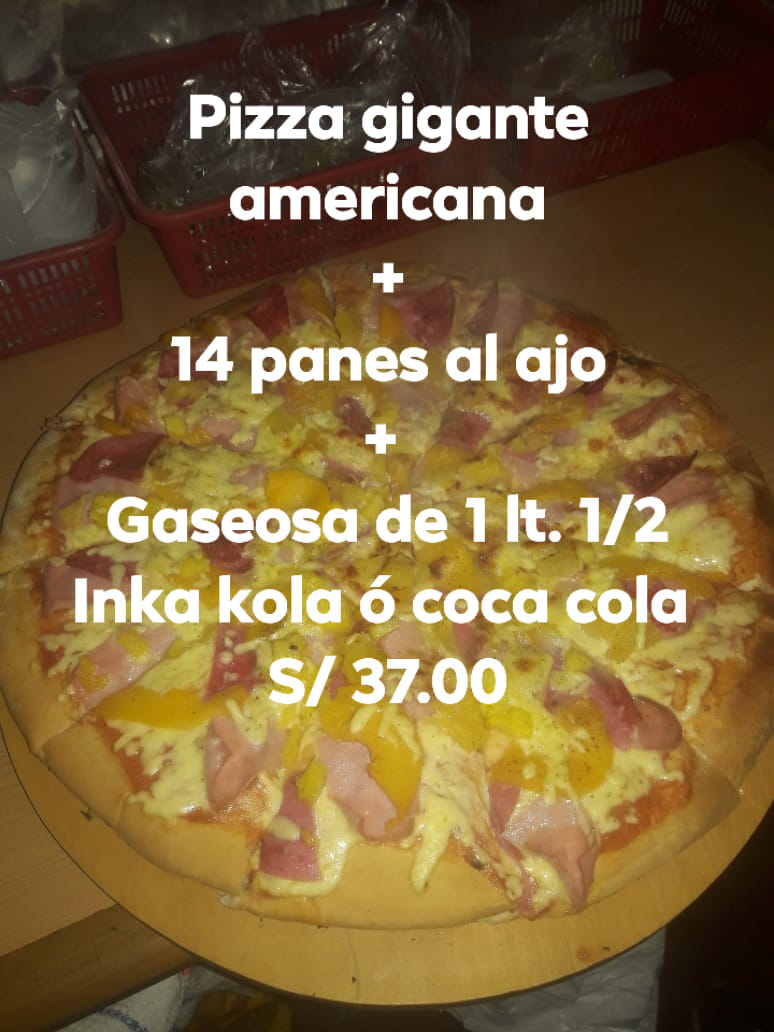 Pizza gigante
americana
+
14 panes al ajo
+
Gaseosa de 1 lt. 1/2
Inka kola ó coca cola
S/ 37.00